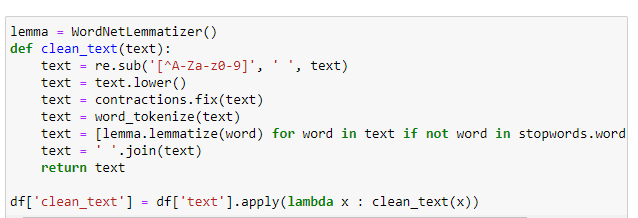 lemma = WordNetLemmatizer()
def clean_text(text):
    text = re.sub('[^A-Za-z0-9]', ' ', text)
    text = text.lower()
    text = contractions.fix(text)
    text = word_tokenize(text)
    text = [lemma.lemmatize(word) for word in text if not word in stopwords.word
    text = ' '.join(text)
    return text
df['clean_text'] = df['text'].apply(lambda x : clean_text(x))